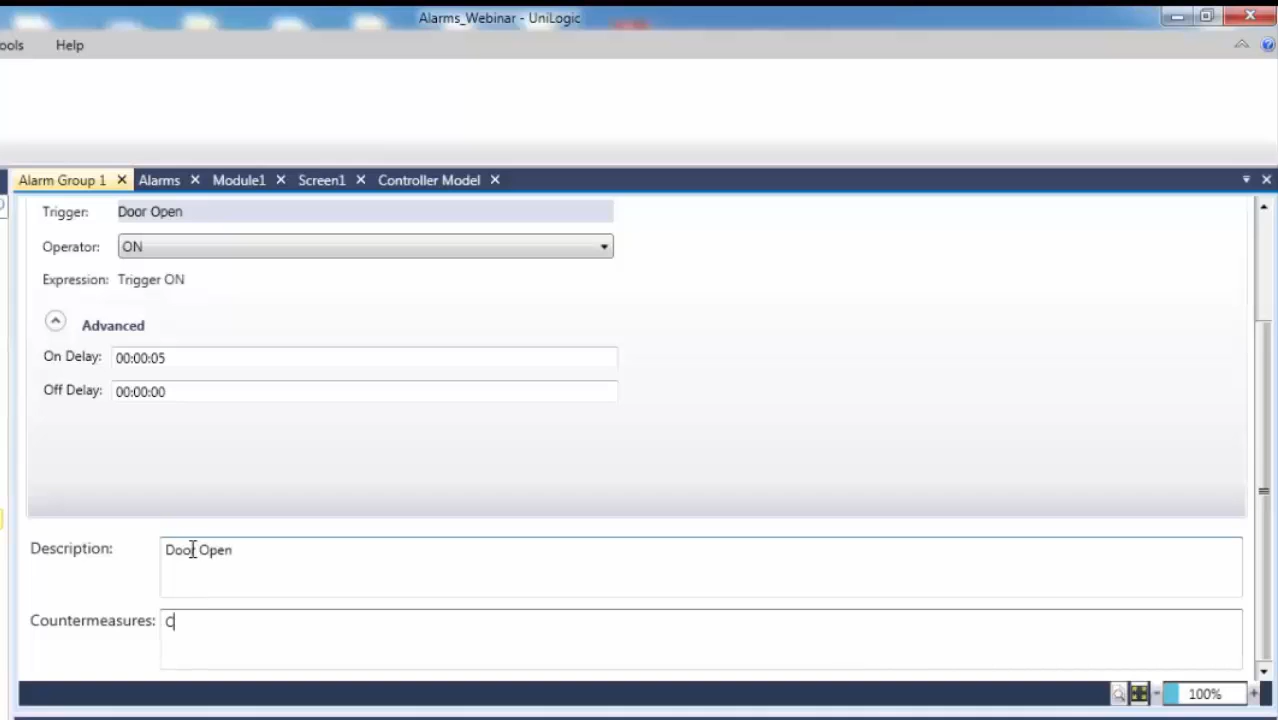 Alarms_Webinar - UniLogic
ools Help
Alarm Group 1 Alarms Module1 Screen1 Controller Model
Trigger: Door Open
Operator: ON
Expression: Trigger ON
Advanced
On Delay: 00:00:05
Off Delay: 00:00:00
Description: Door Open
Countermeasures: C
100%